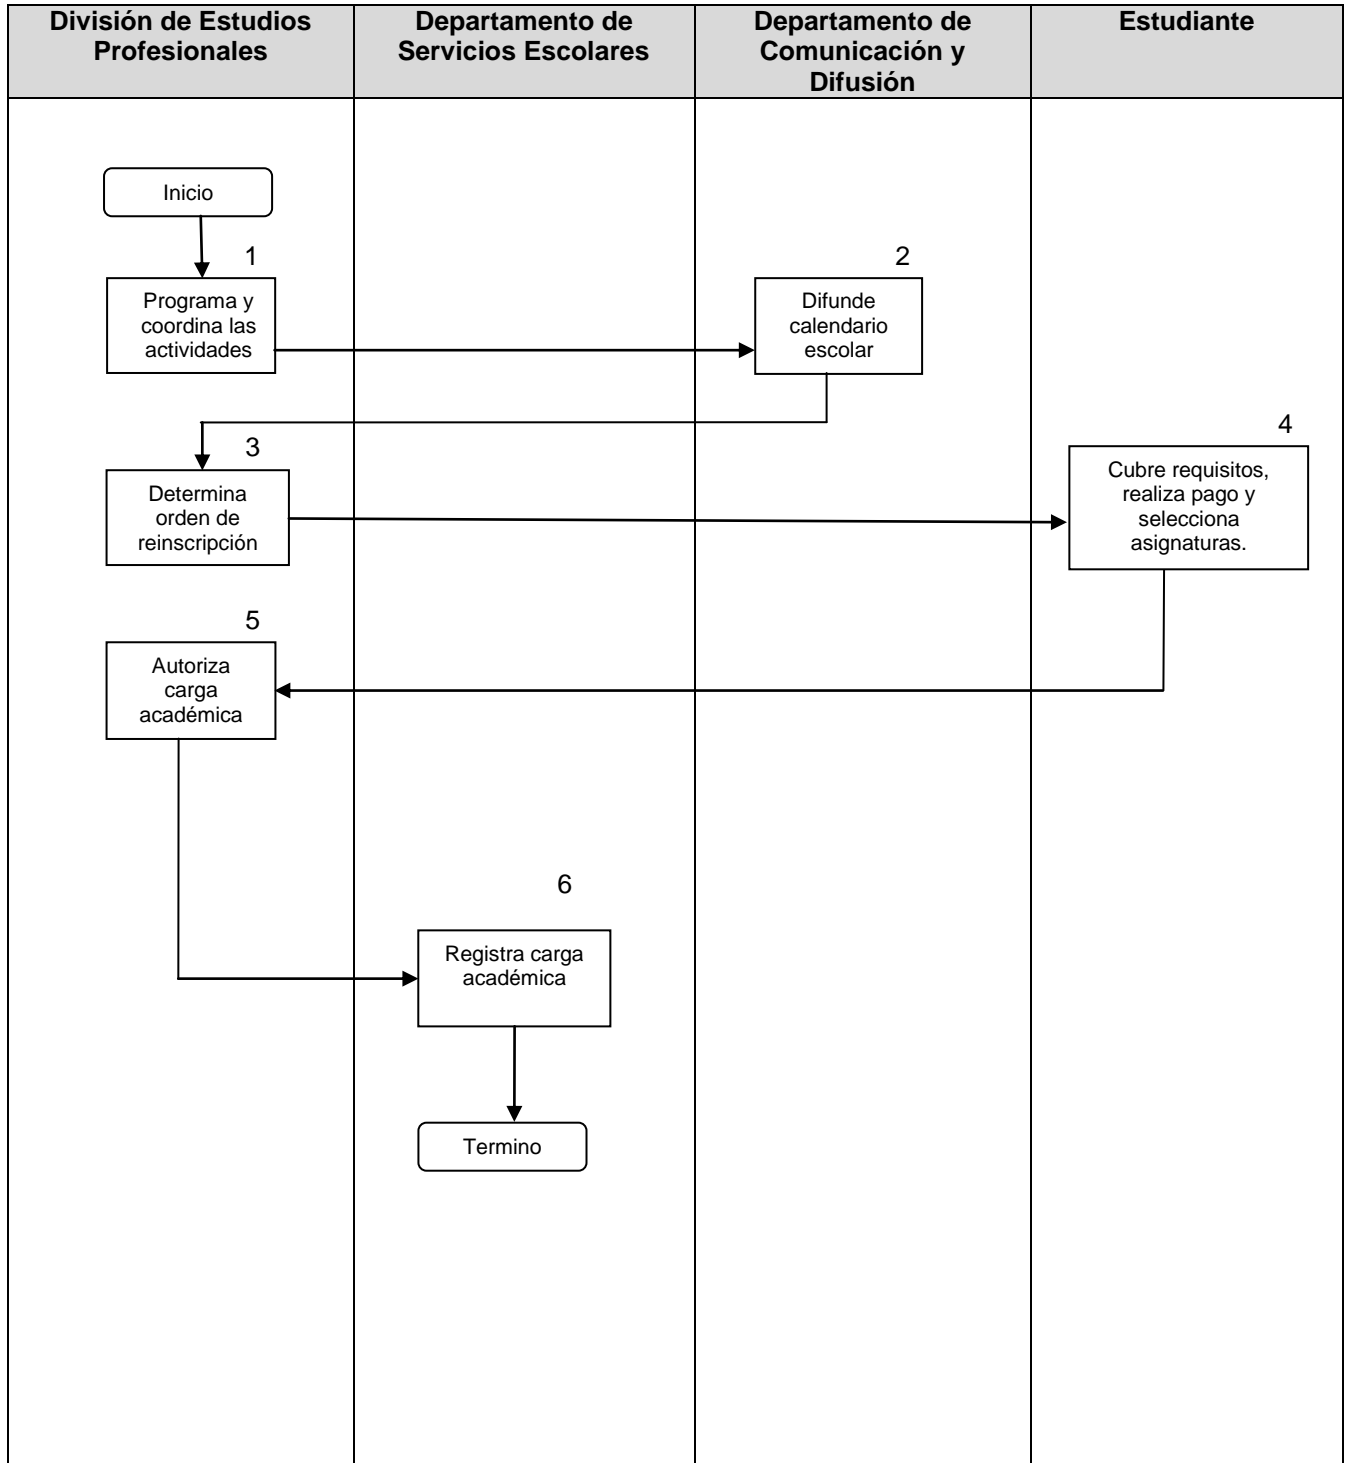 División de Estudios
Profesionales
Departamento de
Servicios Escolares
Departamento de
Comunicación y
Difusión
Estudiante
Inicio
1
Programa y
coordina las
actividades
2
Difunde
calendario
escolar
3
Determina
orden de
reinscripción
4
Cubre requisitos,
realiza pago y
selecciona
asignaturas.
5
Autoriza
carga
académica
6
Registra carga
académica
Termino